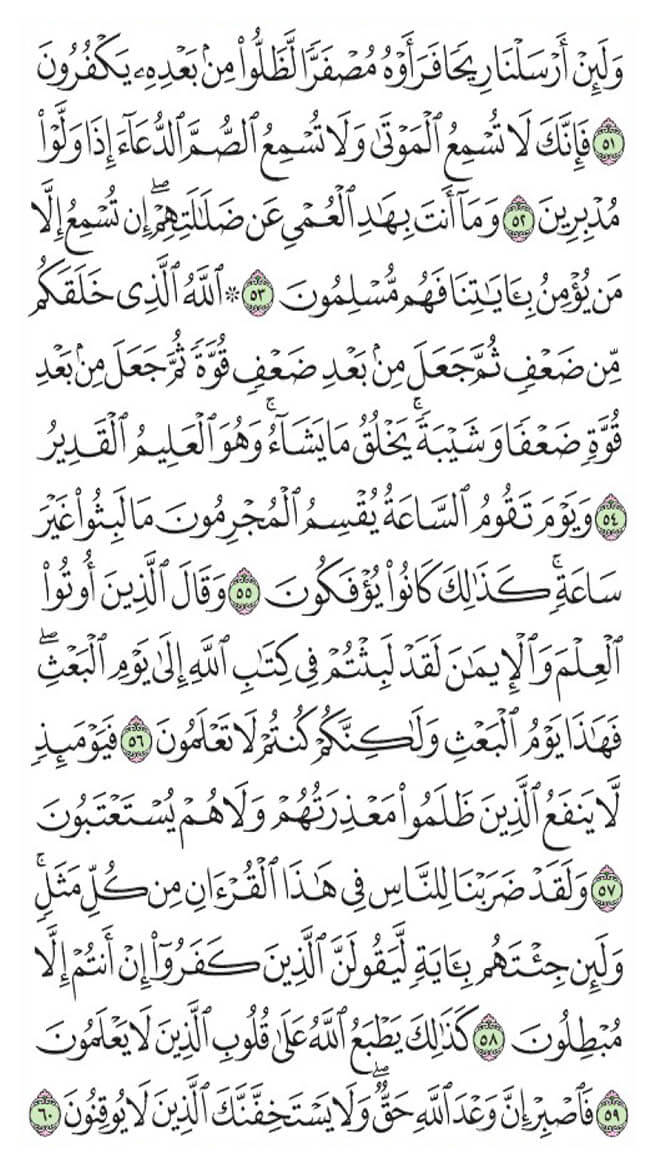 وَلَئِنْ أَرْسَلْنَا رِيحًا فَرَأَوْهُ مُصْفَرًّا لَّظَلُّوا۟ مِنۢ بَعْدِهِۦ يَكْفُرُونَ
٥١ فَإِنَّكَ لَا تُسْمِعُ ٱلْمَوْتَىٰ وَلَا تُسْمِعُ ٱلصُّمَّ ٱلدُّعَآءَ إِذَا وَلَّوْا۟
مُدْبِرِينَ ٥٢ وَمَآ أَنتَ بِهَـٰدِ ٱلْعُمْىِ عَن ضَلَـٰلَتِهِمْ ۖ إِن تُسْمِعُ إِلَّا
مَن يُؤْمِنُ بِـَٔايَـٰتِنَا فَهُم مُّسْلِمُونَ ٥٣ ۞ ٱللَّهُ ٱلَّذِى خَلَقَكُم
مِّن ضَعْفٍ ثُمَّ جَعَلَ مِنۢ بَعْدِ ضَعْفٍ قُوَّةً ثُمَّ جَعَلَ مِنۢ بَعْدِ
قُوَّةٍ ضَعْفًا وَشَيْبَةً ۚ يَخْلُقُ مَا يَشَآءُ ۚ وَهُوَ ٱلْعَلِيمُ ٱلْقَدِيرُ
٥٤ وَيَوْمَ تَقُومُ ٱلسَّاعَةُ يُقْسِمُ ٱلْمُجْرِمُونَ مَا لَبِثُوا۟ غَيْرَ
سَاعَةٍ ۚ كَذَٰلِكَ كَانُوا۟ يُؤْفَكُونَ ٥٥ وَقَالَ ٱلَّذِينَ أُوتُوا۟
ٱلْعِلْمَ وَٱلْإِيمَـٰنَ لَقَدْ لَبِثْتُمْ فِى كِتَـٰبِ ٱللَّهِ إِلَىٰ يَوْمِ ٱلْبَعْثِ ۖ
فَهَـٰذَا يَوْمُ ٱلْبَعْثِ وَلَـٰكِنَّكُمْ كُنتُمْ لَا تَعْلَمُونَ ٥٦ فَيَوْمَئِذٍ
لَّا يَنفَعُ ٱلَّذِينَ ظَلَمُوا۟ مَعْذِرَتُهُمْ وَلَا هُمْ يُسْتَعْتَبُونَ
٥٧ وَلَقَدْ ضَرَبْنَا لِلنَّاسِ فِى هَـٰذَا ٱلْقُرْءَانِ مِن كُلِّ مَثَلٍ ۚ
وَلَئِن جِئْتَهُم بِـَٔايَةٍ لَّيَقُولَنَّ ٱلَّذِينَ كَفَرُوٓا۟ إِنْ أَنتُمْ إِلَّا
مُبْطِلُونَ ٥٨ كَذَٰلِكَ يَطْبَعُ ٱللَّهُ عَلَىٰ قُلُوبِ ٱلَّذِينَ لَا يَعْلَمُونَ
٥٩ فَٱصْبِرْ إِنَّ وَعْدَ ٱللَّهِ حَقٌّ ۖ وَلَا يَسْتَخِفَّنَّكَ ٱلَّذِينَ لَا يُوقِنُونَ ٦٠